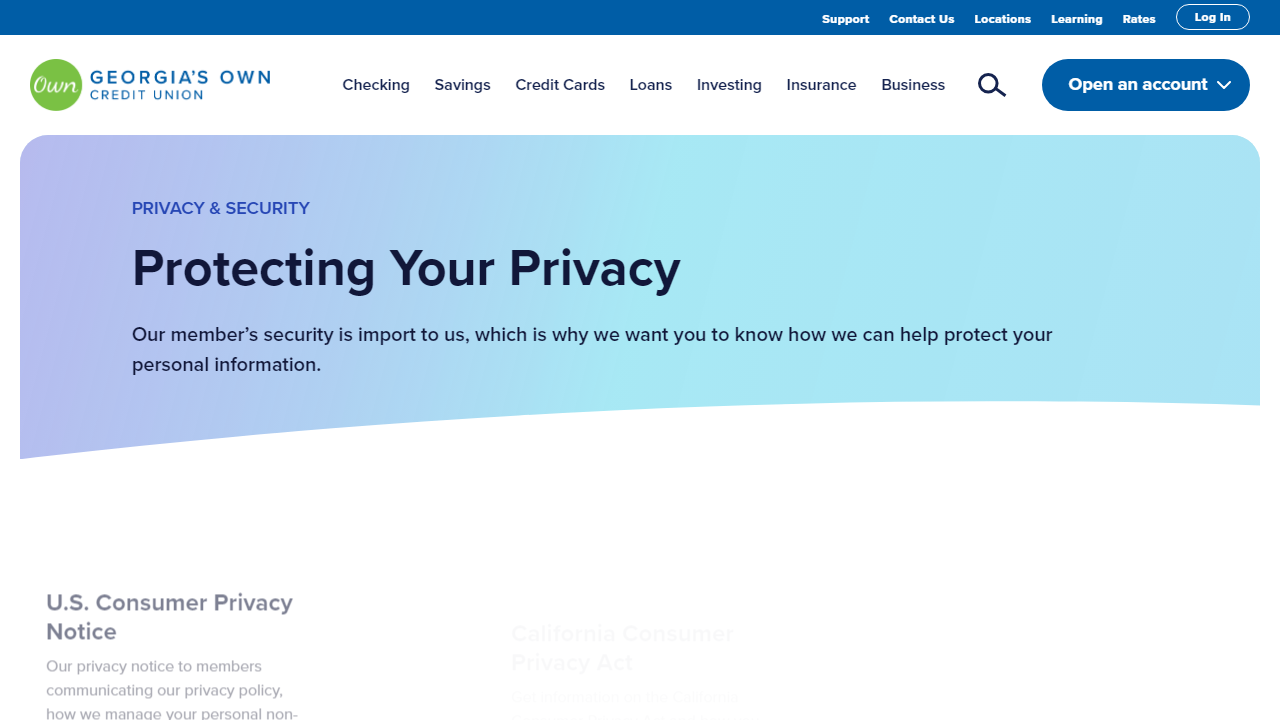 Support Contact Us Locations Learning Rates Log In
Own GEORGIA'S OWN
CREDIT UNION
Checking Savings Credit Cards Loans Investing Insurance Business Open an account
PRIVACY & SECURITY
Protecting Your Privacy
Our member’s security is import to us, which is why we want you to know how we can help protect your
personal information.
U.S. Consumer Privacy
Notice
Our privacy notice to members
communicating our privacy policy,
how we manage your personal non-
California Consumer
Privacy Act
Get information on the California